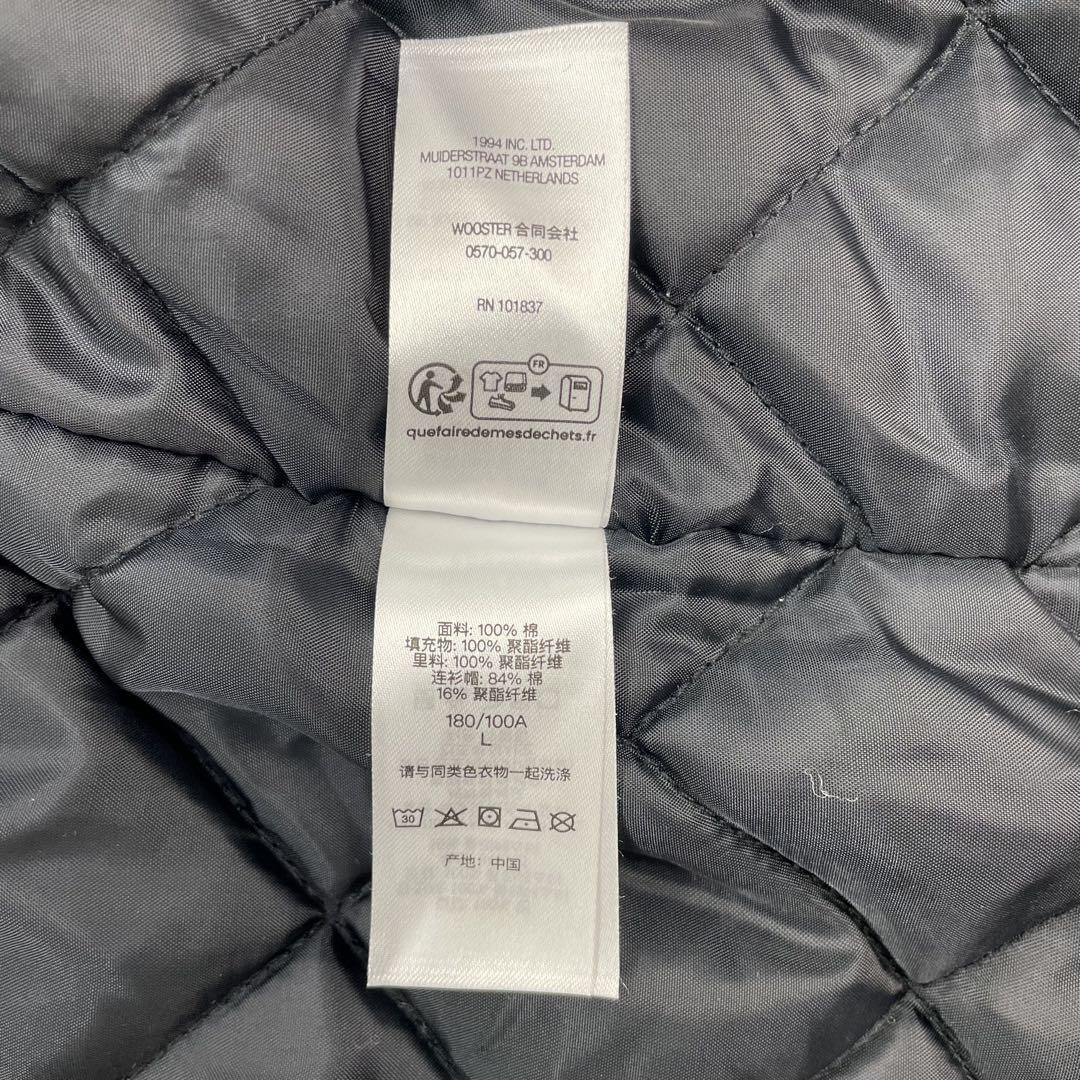 1994 INC. LTD.
MUIDERSTRAAT 9B AMSTERDAM
1011PZ NETHERLANDS
WOOSTER 合同会社
0570-057-300
RN 101837
FR
quefairedemesdechets.fr
面料: 100% 棉
填充物: 100% 聚酯纤维
里料: 100% 聚酯纤维
连衫帽: 84% 棉
16% 聚酯纤维
180/100A
L
请与同类色衣物一起洗涤
30
产地: 中国